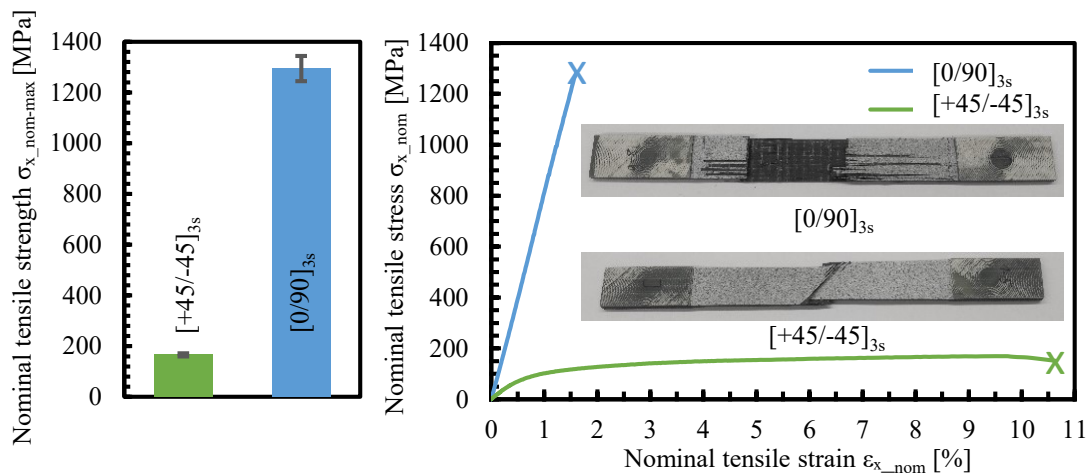 Nominal tensile strength σx_nom-max [MPa]
1400
1200
1000
800
600
400
200
0
[+45/-45]3s
[0/90]3s
Nominal tensile stress σx_nom [MPa]
1400
1200
1000
800
600
400
200
0
0 1 2 3 4 5 6 7 8 9 10 11
Nominal tensile strain εx_nom [%]
[0/90]3s
[+45/-45]3s
X
[0/90]3s
[+45/-45]3s
X